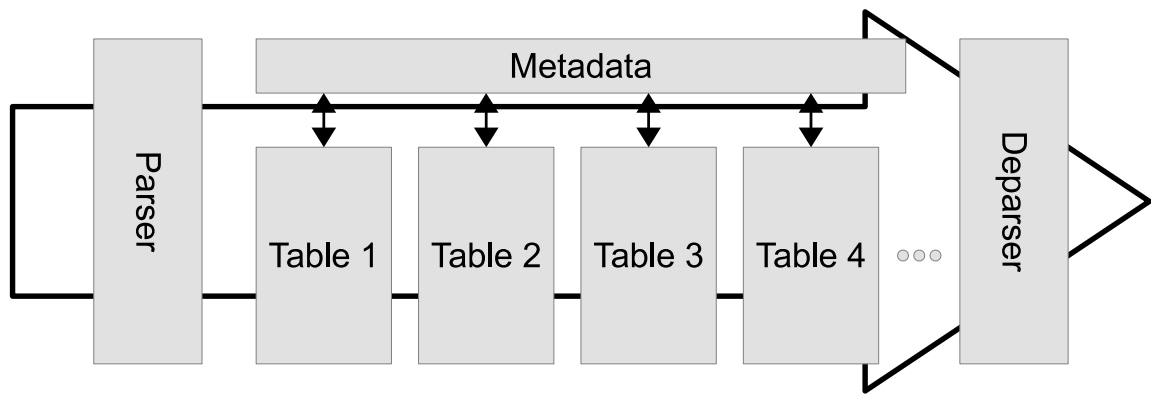 Metadata
Parser
Table 1
Table 2
Table 3
Table 4
Deparser